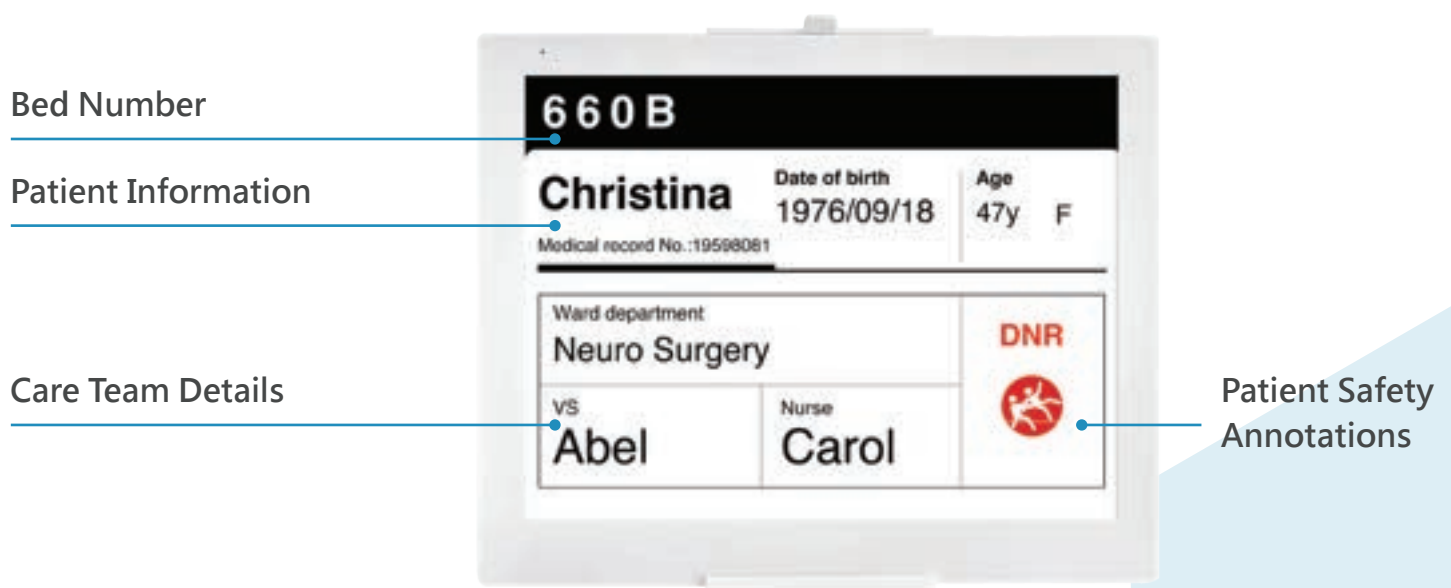 Bed Number
660B
Patient Information
Christina
Date of birth
1976/09/18
Age
47y F
Medical record No.:19598081
Ward department
Neuro Surgery
DNR
Care Team Details
VS
Abel
Nurse
Carol
Patient Safety
Annotations